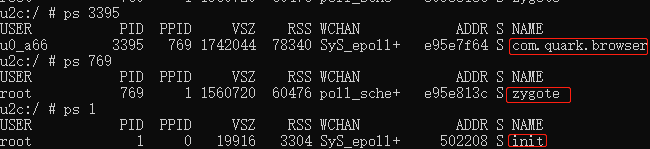 u2c:/ # ps 3395
USER PID PPID VSZ RSS WCHAN ADDR S NAME
u0_a66 3395 769 1742044 78340 SyS_epoll+ e95e7f64 S com.quark.browser
u2c:/ # ps 769
USER PID PPID VSZ RSS WCHAN ADDR S NAME
root 769 1 1560720 60476 poll_sche+ e95e813c S zygote
u2c:/ # ps 1
USER PID PPID VSZ RSS WCHAN ADDR S NAME
root 1 0 19916 3304 SyS_epoll+ 502208 S init